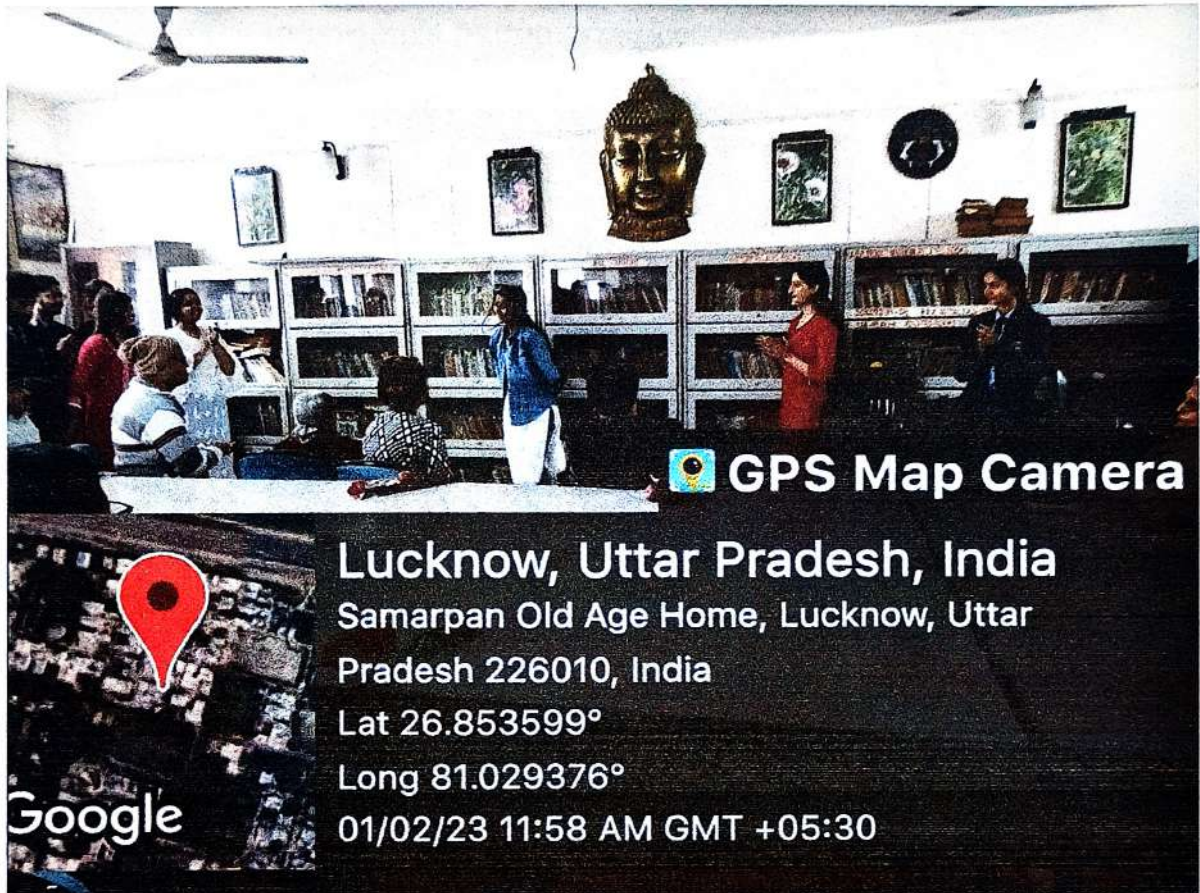 GPS Map Camera
Lucknow, Uttar Pradesh, India
Samarpan Old Age Home, Lucknow, Uttar
Pradesh 226010, India
Lat 26.853599°
Long 81.029376°
01/02/23 11:58 AM GMT +05:30
Google